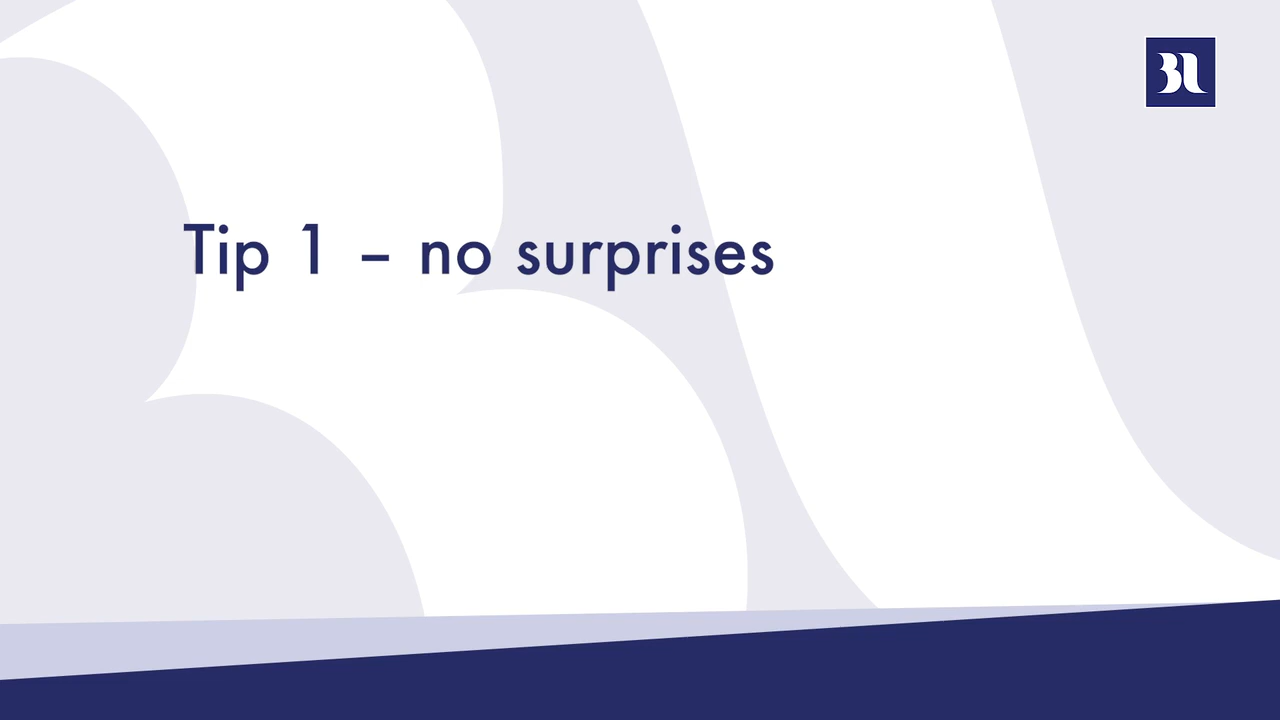 Tip 1 – no surprises